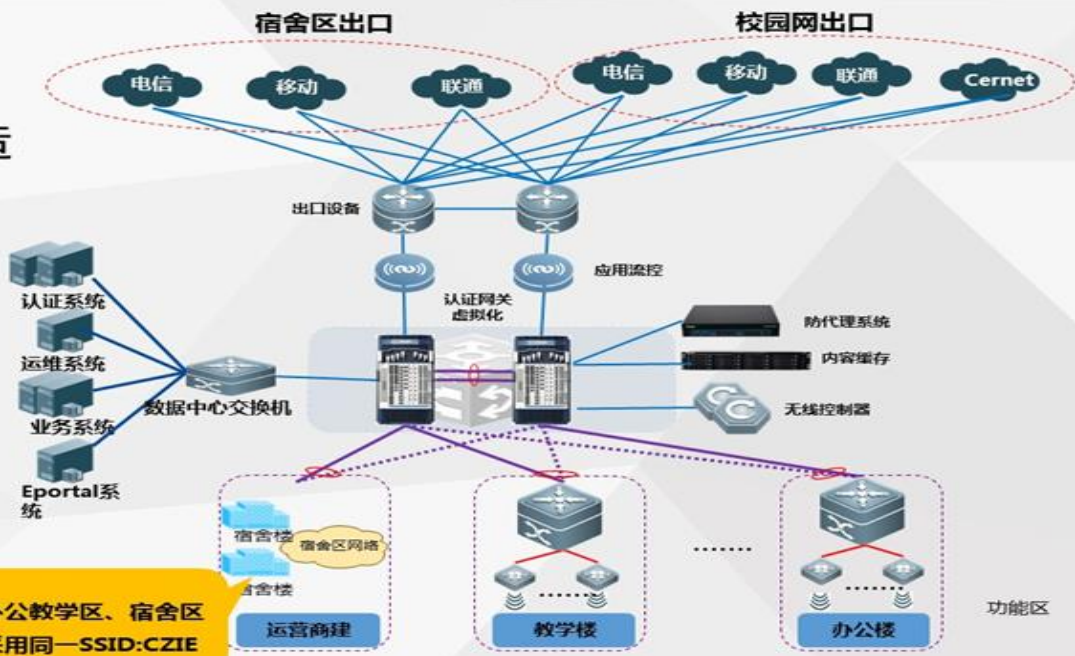 宿舍区出口
校园网出口
电信
移动
联通
电信
移动
联通
Cernet
出口设备
应用流控
认证网关
虚拟化
认证系统
运维系统
业务系统
Eportal系
统
数据中心交换机
防代理系统
内容缓存
无线控制器
宿舍楼
宿舍区网络
宿舍楼
运营商建
········
教学楼
········
········
办公楼
功能区
公教学区、宿舍区
用同一SSID:CZIE